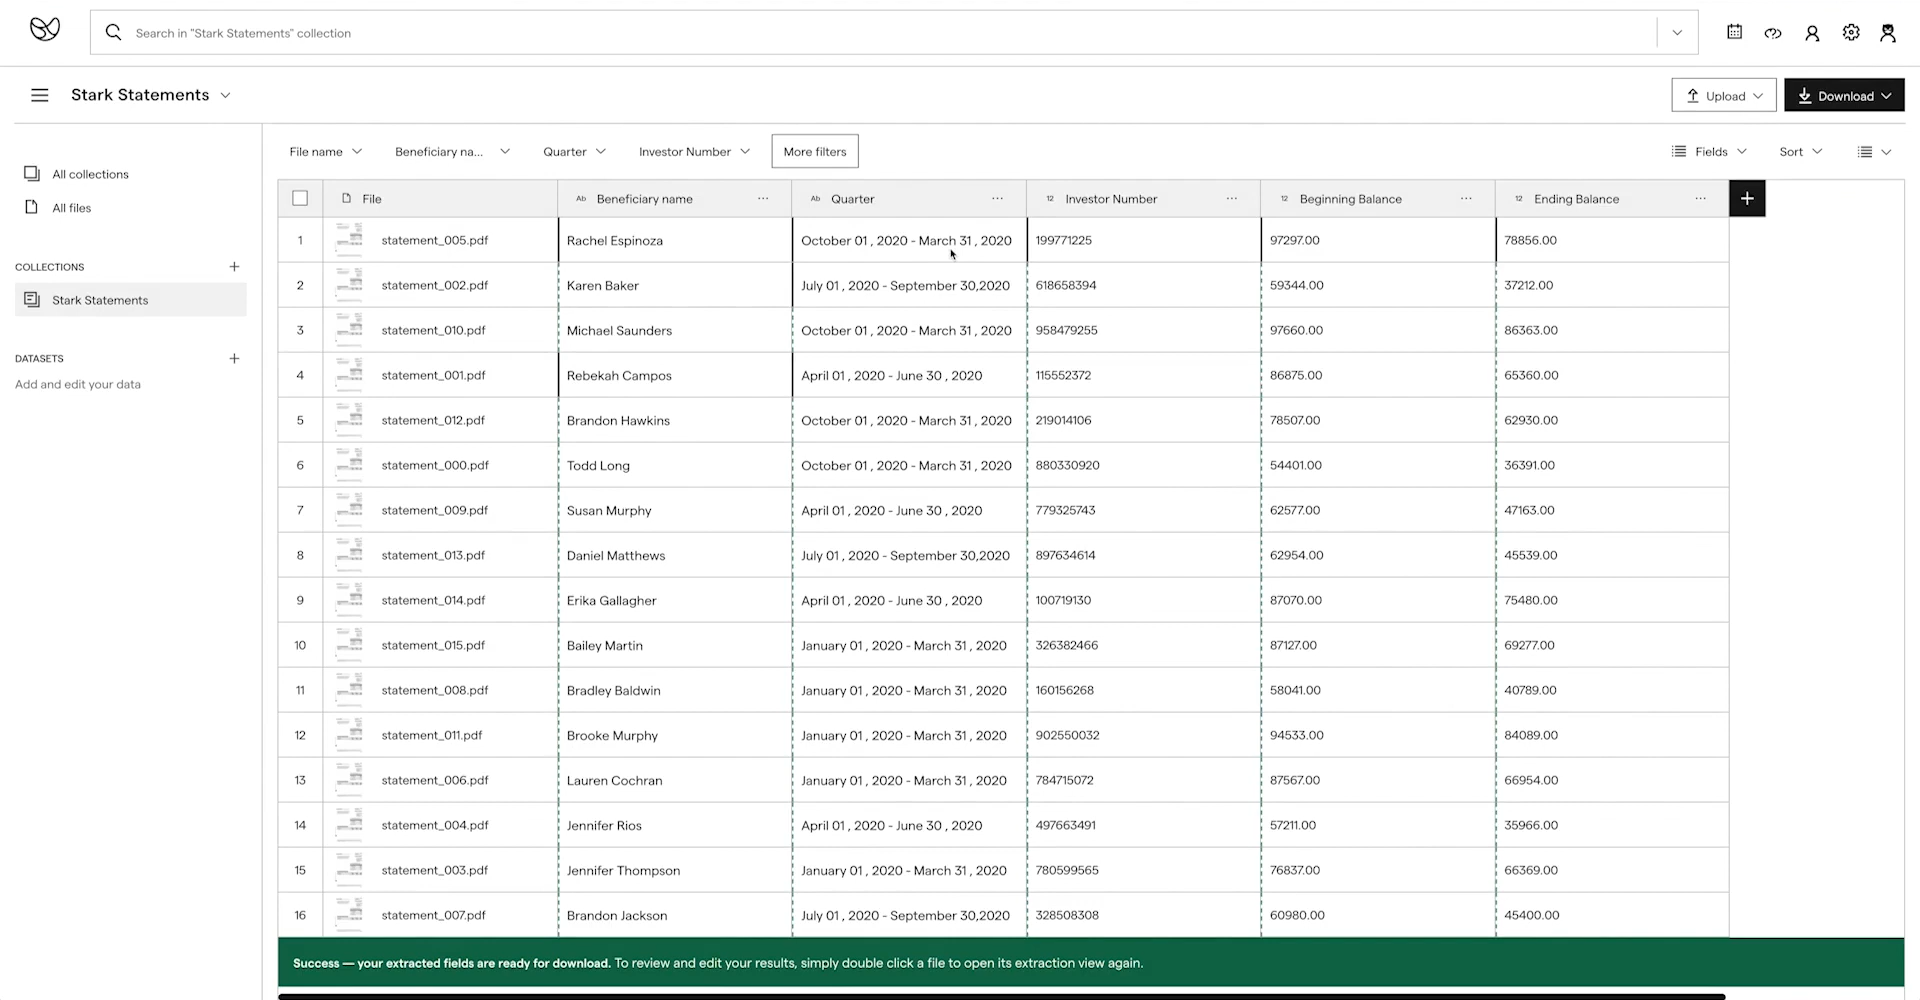 Search in "Stark Statements" collection
Stark Statements
Upload
Download
All collections
All files
COLLECTIONS
Stark Statements
DATASETS
Add and edit your data
File name
Beneficiary na...
Quarter
Investor Number
More filters
Fields
Sort
File
Ab Beneficiary name
Ab Quarter
12 Investor Number
12 Beginning Balance
12 Ending Balance
1 statement_005.pdf Rachel Espinoza October 01 , 2020 - March 31 , 2020 199771225 97297.00 78856.00
2 statement_002.pdf Karen Baker July 01 , 2020 - September 30,2020 618658394 59344.00 37212.00
3 statement_010.pdf Michael Saunders October 01 , 2020 - March 31 , 2020 958479255 97660.00 86363.00
4 statement_001.pdf Rebekah Campos April 01 , 2020 - June 30 , 2020 115552372 86875.00 65360.00
5 statement_012.pdf Brandon Hawkins October 01 , 2020 - March 31 , 2020 219014106 78507.00 62930.00
6 statement_000.pdf Todd Long October 01 , 2020 - March 31 , 2020 880330920 54401.00 36391.00
7 statement_009.pdf Susan Murphy April 01 , 2020 - June 30 , 2020 779325743 62577.00 47163.00
8 statement_013.pdf Daniel Matthews July 01 , 2020 - September 30,2020 897634614 62954.00 45539.00
9 statement_014.pdf Erika Gallagher April 01 , 2020 - June 30 , 2020 100719130 87070.00 75480.00
10 statement_015.pdf Bailey Martin January 01 , 2020 - March 31 , 2020 326382466 87127.00 69277.00
11 statement_008.pdf Bradley Baldwin January 01 , 2020 - March 31 , 2020 160156268 58041.00 40789.00
12 statement_011.pdf Brooke Murphy January 01 , 2020 - March 31 , 2020 902550032 94533.00 84089.00
13 statement_006.pdf Lauren Cochran January 01 , 2020 - March 31 , 2020 784715072 87567.00 66954.00
14 statement_004.pdf Jennifer Rios April 01 , 2020 - June 30 , 2020 497663491 57211.00 35966.00
15 statement_003.pdf Jennifer Thompson January 01 , 2020 - March 31 , 2020 780599565 76837.00 66369.00
16 statement_007.pdf Brandon Jackson July 01 , 2020 - September 30,2020 328508308 60980.00 45400.00
Success — your extracted fields are ready for download. To review and edit your results, simply double click a file to open its extraction view again.